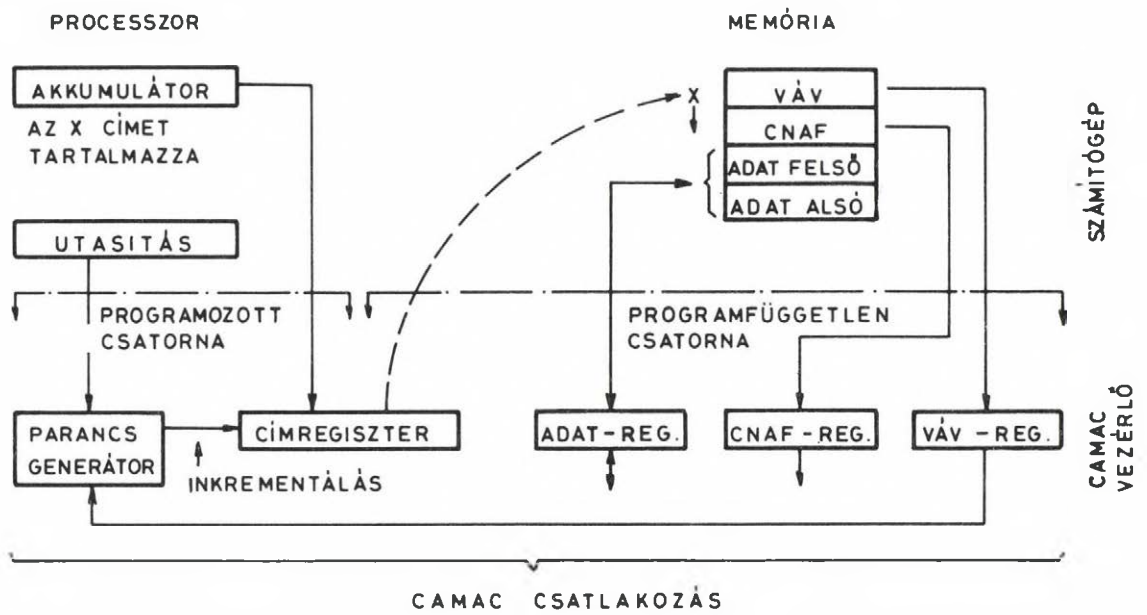 PROCESSZOR
MEMÓRIA
AKKUMULÁTOR
AZ X CÍMET
TARTALMAZZA
X
VÁV
CNAF
ADAT FELSŐ
ADAT ALSÓ
SZÁMÍTÓGÉP
UTASITÁS
PROGRAMOZOTT
CSATORNA
PROGRAMFÜGGETLEN
CSATORNA
PARANCS
GENERÁTOR
CÍMREGISZTER
INKREMENTÁLÁS
ADAT-REG.
CNAF-REG.
VÁV-REG.
CAMAC
VEZÉRLŐ
CAMAC CSATLAKOZÁS